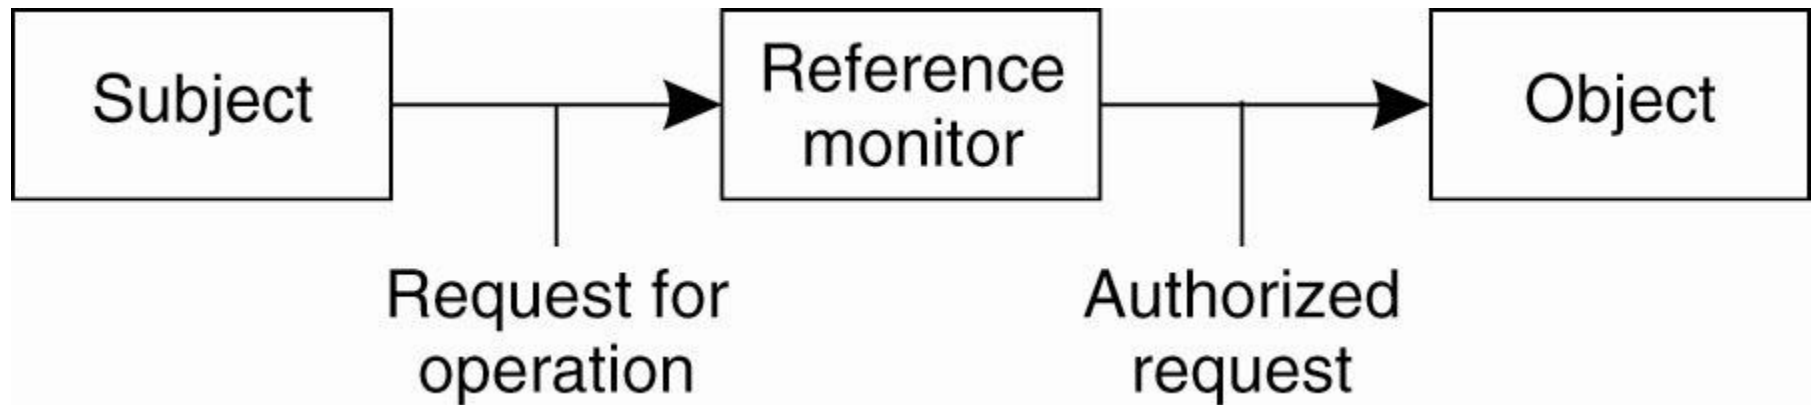 Subject
Reference
monitor
Object
Request for
operation
Authorized
request